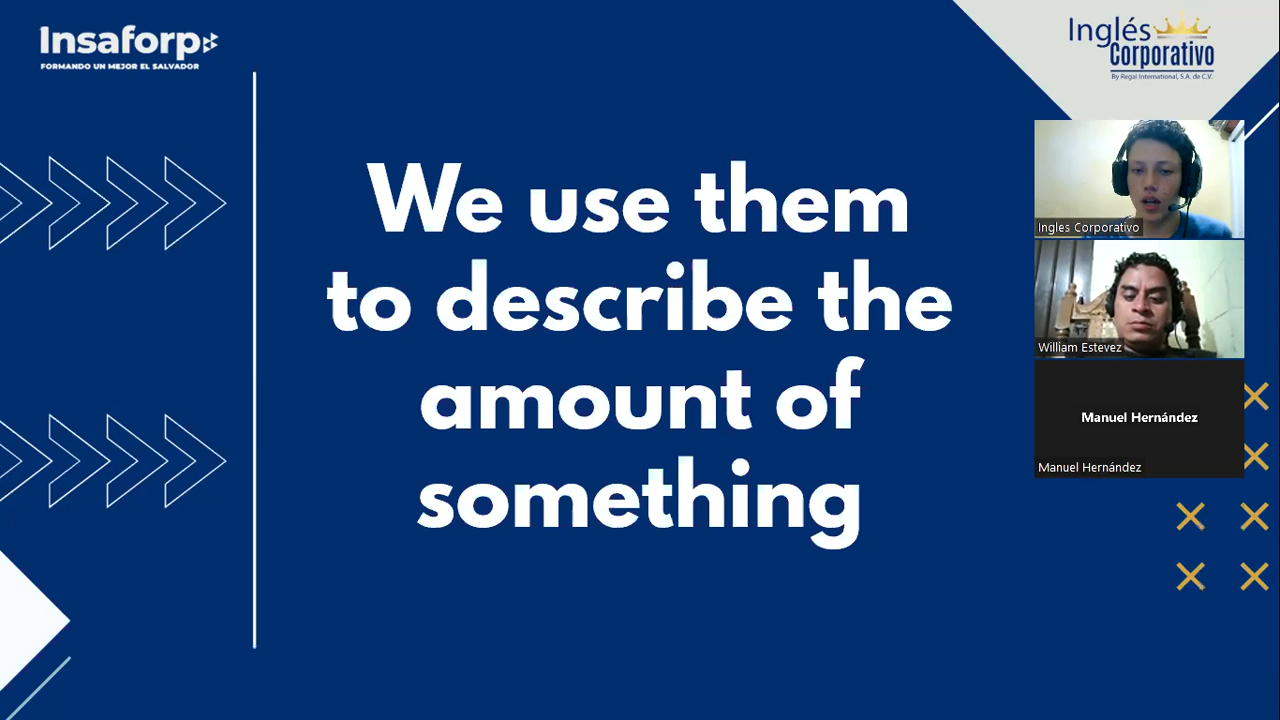 Insaforp
FORMANDO UN MEJOR EL SALVADOR
Inglés
Corporativo
By Regal International, S.A. de C.V.
We use them
to describe the
amount of
something
Ingles Corporativo
William Estevez
Manuel Hernández
Manuel Hernández